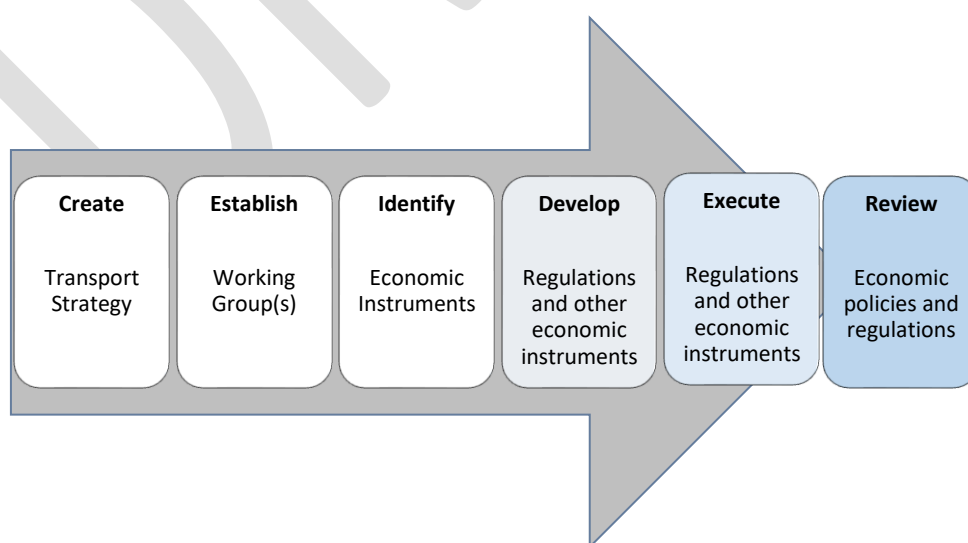 Create
Transport
Strategy
Establish
Working
Group(s)
Identify
Economic
Instruments
Develop
Regulations
and other
economic
instruments
Execute
Regulations
and other
economic
instruments
Review
Economic
policies and
regulations